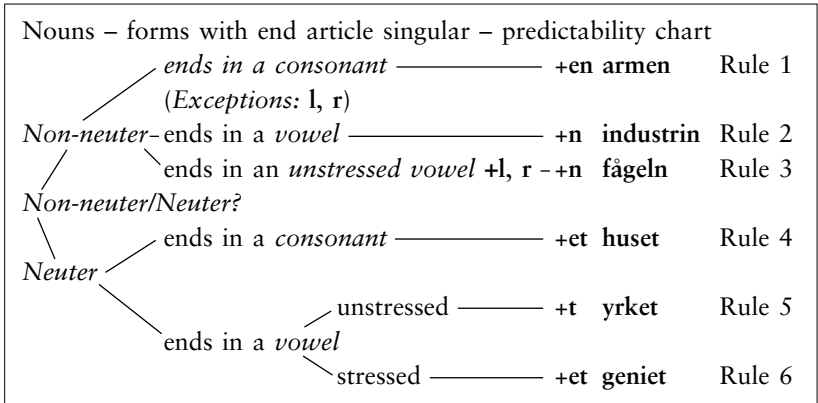 Nouns – forms with end article singular – predictability chart
ends in a consonant +en armen Rule 1
(Exceptions: l, r)
Non-neuter ends in a vowel +n industrin Rule 2
ends in an unstressed vowel +l, r +n fågeln Rule 3
Non-neuter/Neuter?
ends in a consonant +et huset Rule 4
Neuter
unstressed +t yrket Rule 5
ends in a vowel
stressed +et geniet Rule 6